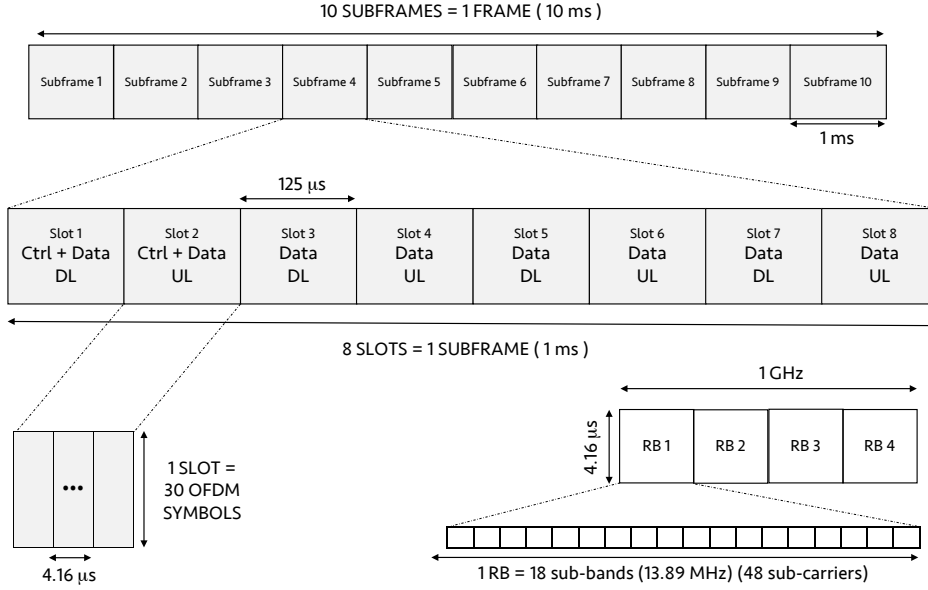 10 SUBFRAMES = 1 FRAME ( 10 ms )
Subframe 1 Subframe 2 Subframe 3 Subframe 4 Subframe 5 Subframe 6 Subframe 7 Subframe 8 Subframe 9 Subframe 10
1 ms
125 μs
Slot 1 Slot 2 Slot 3 Slot 4 Slot 5 Slot 6 Slot 7 Slot 8
Ctrl + Data Ctrl + Data Data Data Data Data Data Data
DL UL DL UL DL UL DL UL
8 SLOTS = 1 SUBFRAME ( 1 ms )
1 GHz
4.16 μs
RB 1 RB 2 RB 3 RB 4
1 SLOT =
30 OFDM
SYMBOLS
...
4.16 μs
1 RB = 18 sub-bands (13.89 MHz) (48 sub-carriers)